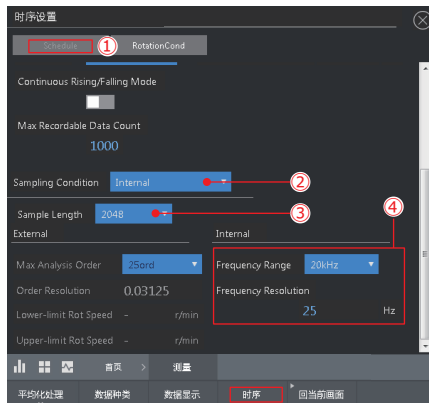 时序设置
Schedule
1
RotationCond
Continuous Rising/Falling Mode
Max Recordable Data Count
1000
Sampling Condition
Internal
2
Sample Length
2048
3
4
External
Internal
Max Analysis Order
25ord
Frequency Range
20kHz
Order Resolution
0.03125
Frequency Resolution
25
Hz
Lower-limit Rot Speed
-
r/min
Upper-limit Rot Speed
-
r/min
首页 > 测量
平均化处理
数据种类
数据显示
时序
回当前画面